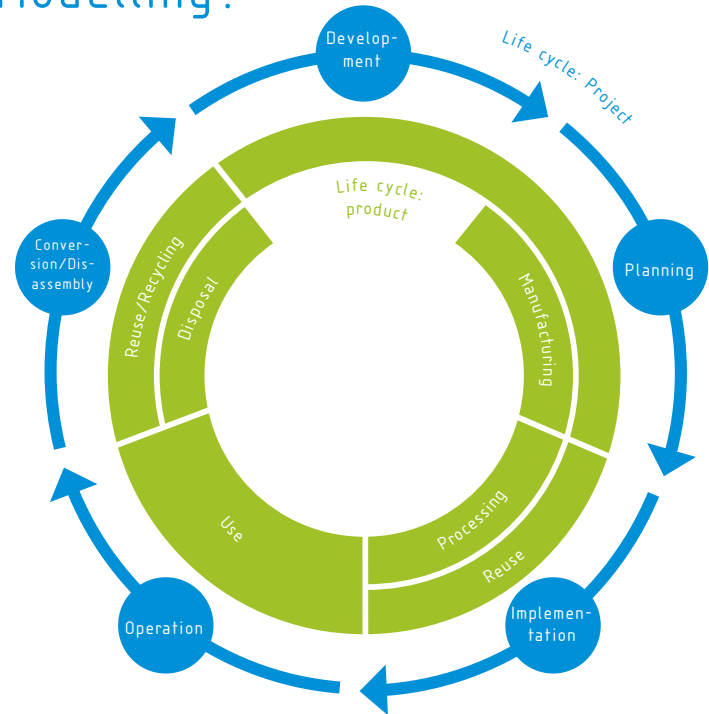 Modelling?
Develop-
ment
Life cycle: Project
Life cycle:
product
Conver-
sion/Dis-
assembly
Planning
Reuse/Recycling
Disposal
Manufacturing
Use
Processing
Reuse
Operation
Implemen-
tation